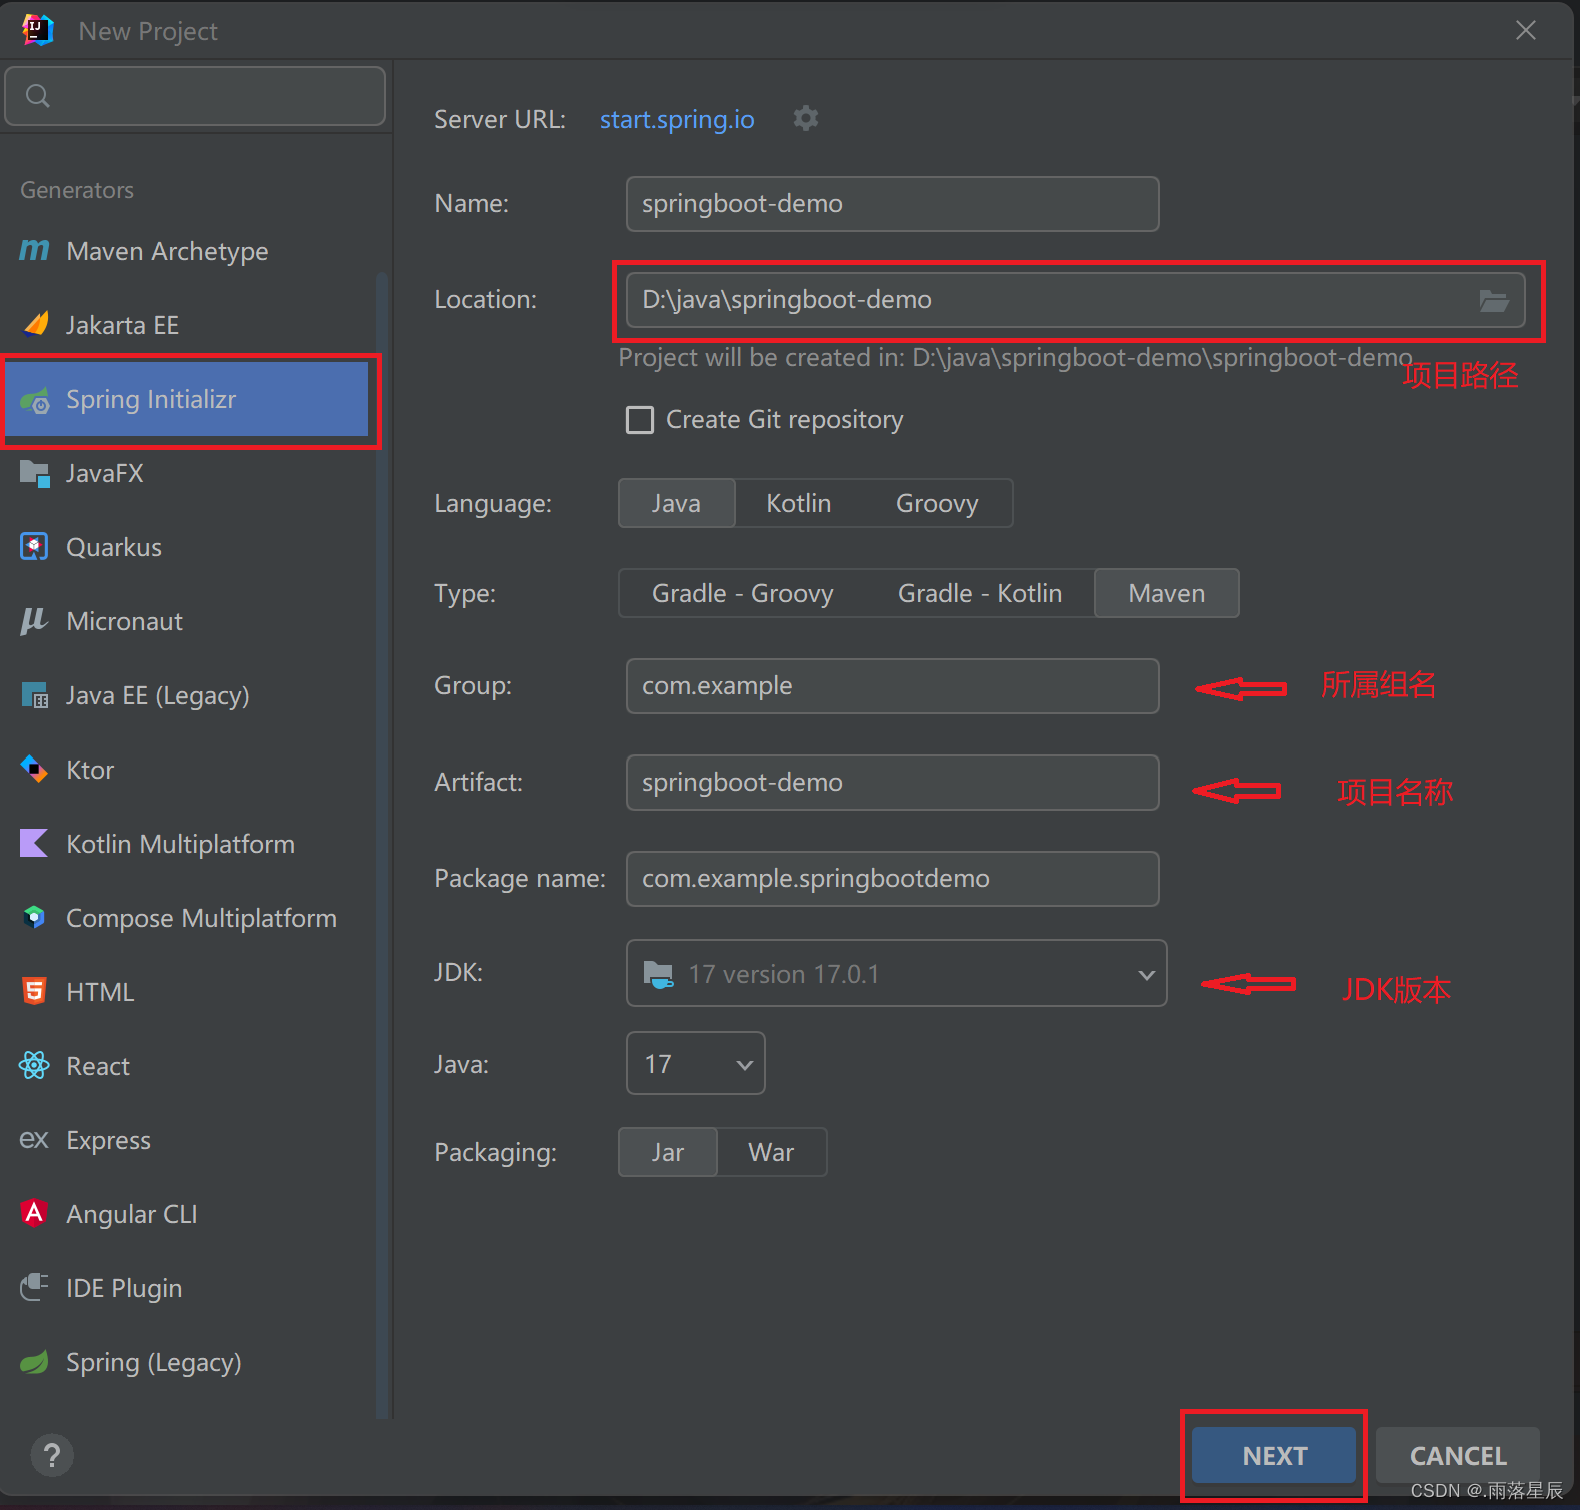 New Project
Server URL: start.spring.io
Generators
Name: springboot-demo
Maven Archetype
Location: D:\java\springboot-demo
Jakarta EE
Project will be created in: D:\java\springboot-demo\springboot-demo
项目路径
Spring Initializr
Create Git repository
JavaFX
Language: Java Kotlin Groovy
Quarkus
Type: Gradle - Groovy Gradle - Kotlin Maven
Micronaut
Group: com.example 所属组名
Java EE (Legacy)
Ktor
Artifact: springboot-demo 项目名称
Kotlin Multiplatform
Package name: com.example.springbootdemo
Compose Multiplatform
JDK: 17 version 17.0.1 JDK版本
HTML
React
Java: 17
Express
Packaging: Jar War
Angular CLI
IDE Plugin
Spring (Legacy)
? NEXT CANCEL
CSDN @.雨落星辰